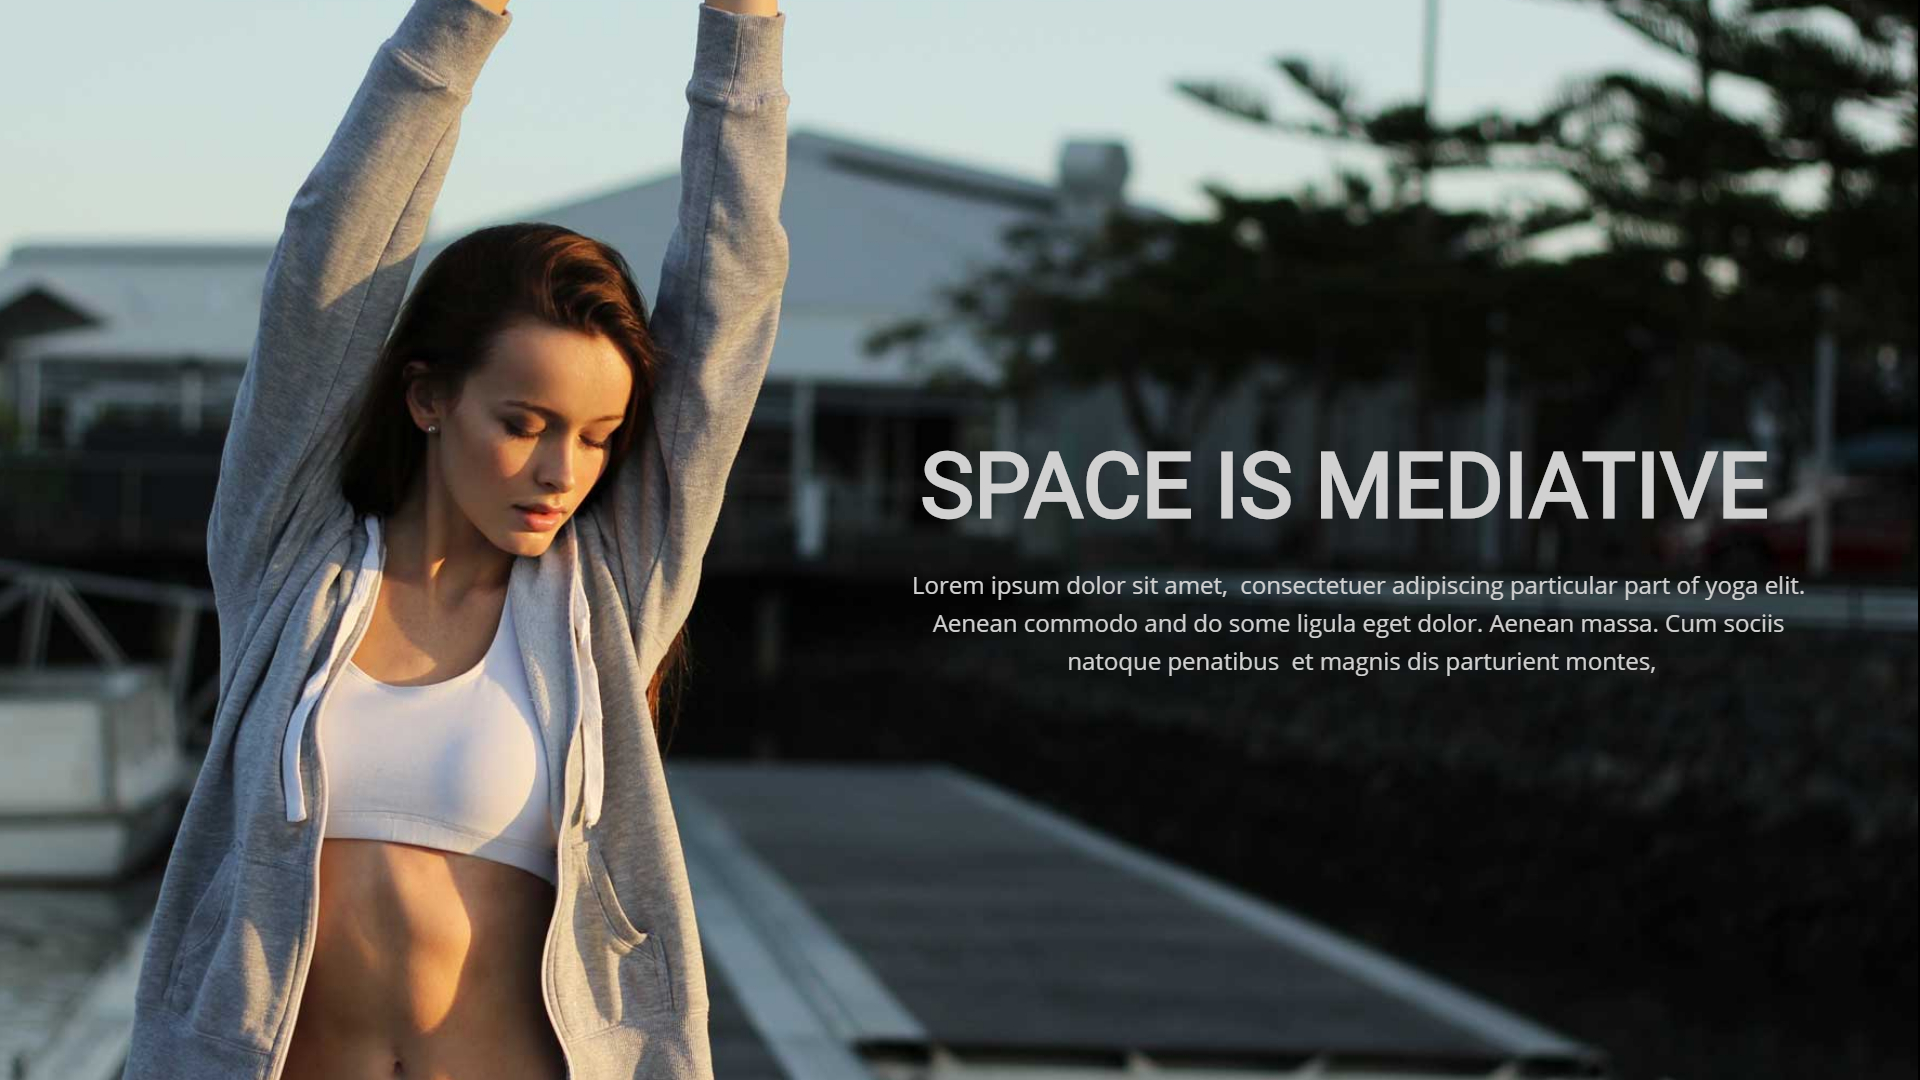 SPACE IS MEDIATIVE
Lorem ipsum dolor sit amet,  consectetuer adipiscing particular part of yoga elit.
Aenean commodo and do some ligula eget dolor. Aenean massa. Cum sociis
natoque penatibus  et magnis dis parturient montes,